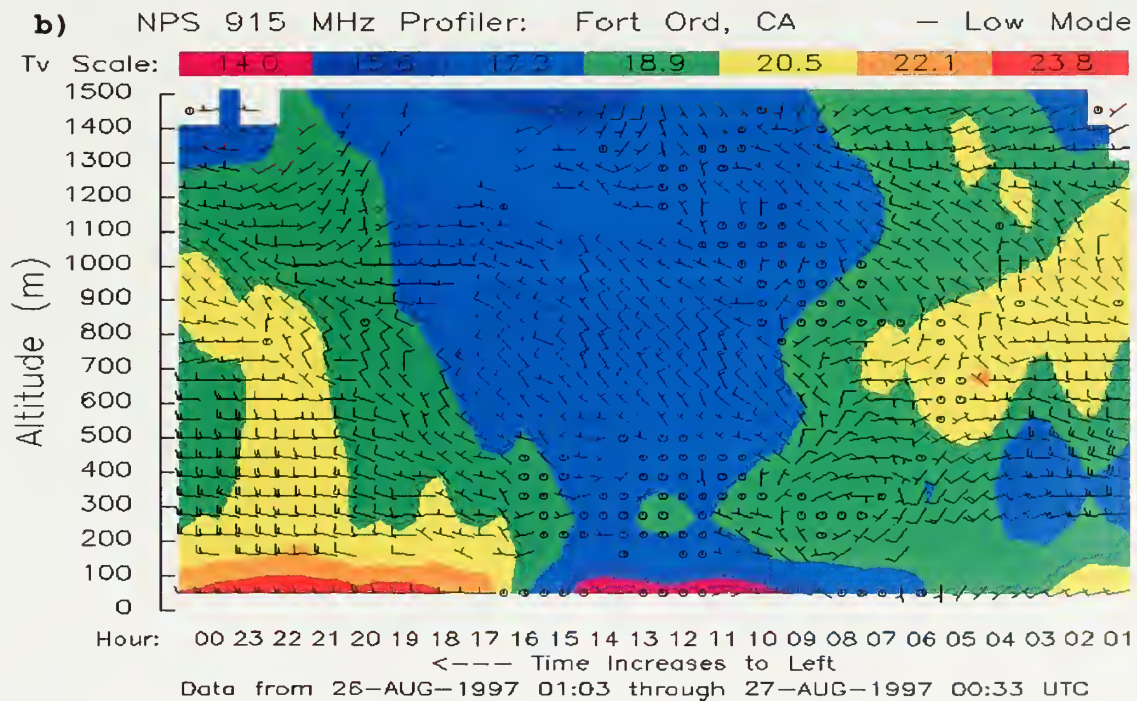 b) NPS 915 MHz Profiler: Fort Ord, CA — Low Mode
Tv Scale: 14.0 15.6 17.3 18.9 20.5 22.1 23.8
1500
1400
1300
1200
1100
1000
900
800
700
600
500
400
300
200
100
0
Altitude (m)
Hour: 00 23 22 21 20 19 18 17 16 15 14 13 12 11 10 09 08 07 06 05 04 03 02 01
<--- Time Increases to Left
Data from 26-AUG-1997 01:03 through 27-AUG-1997 00:33 UTC